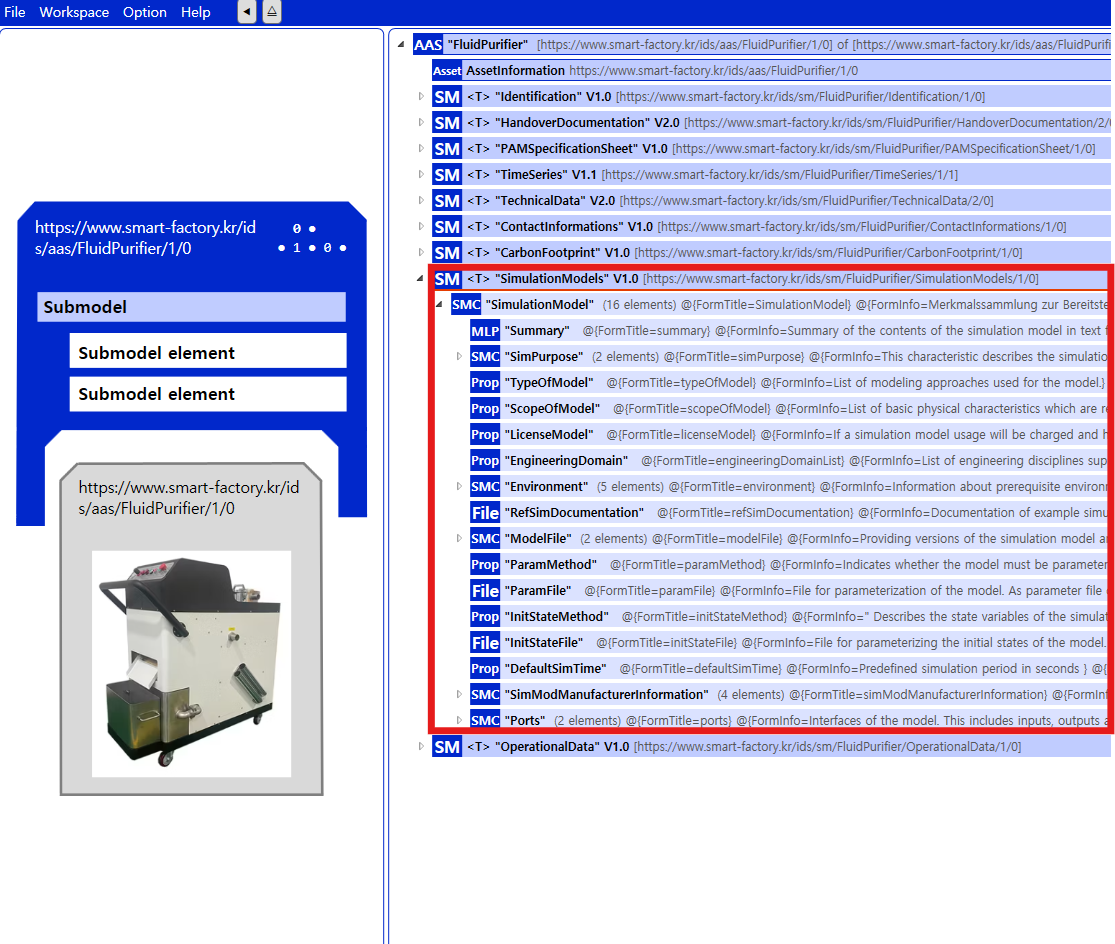 File Workspace Option Help
https://www.smart-factory.kr/id
s/aas/FluidPurifier/1/0
0
1 0
Submodel
Submodel element
Submodel element
https://www.smart-factory.kr/id
s/aas/FluidPurifier/1/0
AAS "FluidPurifier" [https://www.smart-factory.kr/ids/aas/FluidPurifier/1/0] of [https://www.smart-factory.kr/ids/aas/FluidPurifi
Asset AssetInformation https://www.smart-factory.kr/ids/aas/FluidPurifier/1/0
SM <T> "Identification" V1.0 [https://www.smart-factory.kr/ids/sm/FluidPurifier/Identification/1/0]
SM <T> "HandoverDocumentation" V2.0 [https://www.smart-factory.kr/ids/sm/FluidPurifier/HandoverDocumentation/2/
SM <T> "PAMSpecificationSheet" V1.0 [https://www.smart-factory.kr/ids/sm/FluidPurifier/PAMSpecificationSheet/1/0]
SM <T> "TimeSeries" V1.1 [https://www.smart-factory.kr/ids/sm/FluidPurifier/TimeSeries/1/1]
SM <T> "TechnicalData" V2.0 [https://www.smart-factory.kr/ids/sm/FluidPurifier/TechnicalData/2/0]
SM <T> "ContactInformations" V1.0 [https://www.smart-factory.kr/ids/sm/FluidPurifier/ContactInformations/1/0]
SM <T> "CarbonFootprint" V1.0 [https://www.smart-factory.kr/ids/sm/FluidPurifier/CarbonFootprint/1/0]
SM <T> "SimulationModels" V1.0 [https://www.smart-factory.kr/ids/sm/FluidPurifier/SimulationModels/1/0]
SMC "SimulationModel" (16 elements) @{FormTitle=SimulationModel} @{FormInfo=Merkmalssammlung zur Bereitste
MLP "Summary" @{FormTitle=summary} @{FormInfo=Summary of the contents of the simulation model in text f
SMC "SimPurpose" (2 elements) @{FormTitle=simPurpose} @{FormInfo=This characteristic describes the simulatio
Prop "TypeOfModel" @{FormTitle=typeOfModel} @{FormInfo=List of modeling approaches used for the model.}
Prop "ScopeOfModel" @{FormTitle=scopeOfModel} @{FormInfo=List of basic physical characteristics which are r
Prop "LicenseModel" @{FormTitle=licenseModel} @{FormInfo=If a simulation model usage will be charged and h
Prop "EngineeringDomain" @{FormTitle=engineeringDomainList} @{FormInfo=List of engineering disciplines sup
SMC "Environment" (5 elements) @{FormTitle=environment} @{FormInfo=Information about prerequisite environ
File "RefSimDocumentation" @{FormTitle=refSimDocumentation} @{FormInfo=Documentation of example simu
SMC "ModelFile" (2 elements) @{FormTitle=modelFile} @{FormInfo=Providing versions of the simulation model a
Prop "ParamMethod" @{FormTitle=paramMethod} @{FormInfo=Indicates whether the model must be parameter
File "ParamFile" @{FormTitle=paramFile} @{FormInfo=File for parameterization of the model. As parameter file
Prop "InitStateMethod" @{FormTitle=initStateMethod} @{FormInfo=" Describes the state variables of the simulat
File "InitStateFile" @{FormTitle=initStateFile} @{FormInfo=File for parameterizing the initial states of the model.
Prop "DefaultSimTime" @{FormTitle=defaultSimTime} @{FormInfo=Predefined simulation period in seconds } @{
SMC "SimModManufacturerInformation" (4 elements) @{FormTitle=simModManufacturerInformation} @{FormIn
SMC "Ports" (2 elements) @{FormTitle=ports} @{FormInfo=Interfaces of the model. This includes inputs, outputs a
SM <T> "OperationalData" V1.0 [https://www.smart-factory.kr/ids/sm/FluidPurifier/OperationalData/1/0]